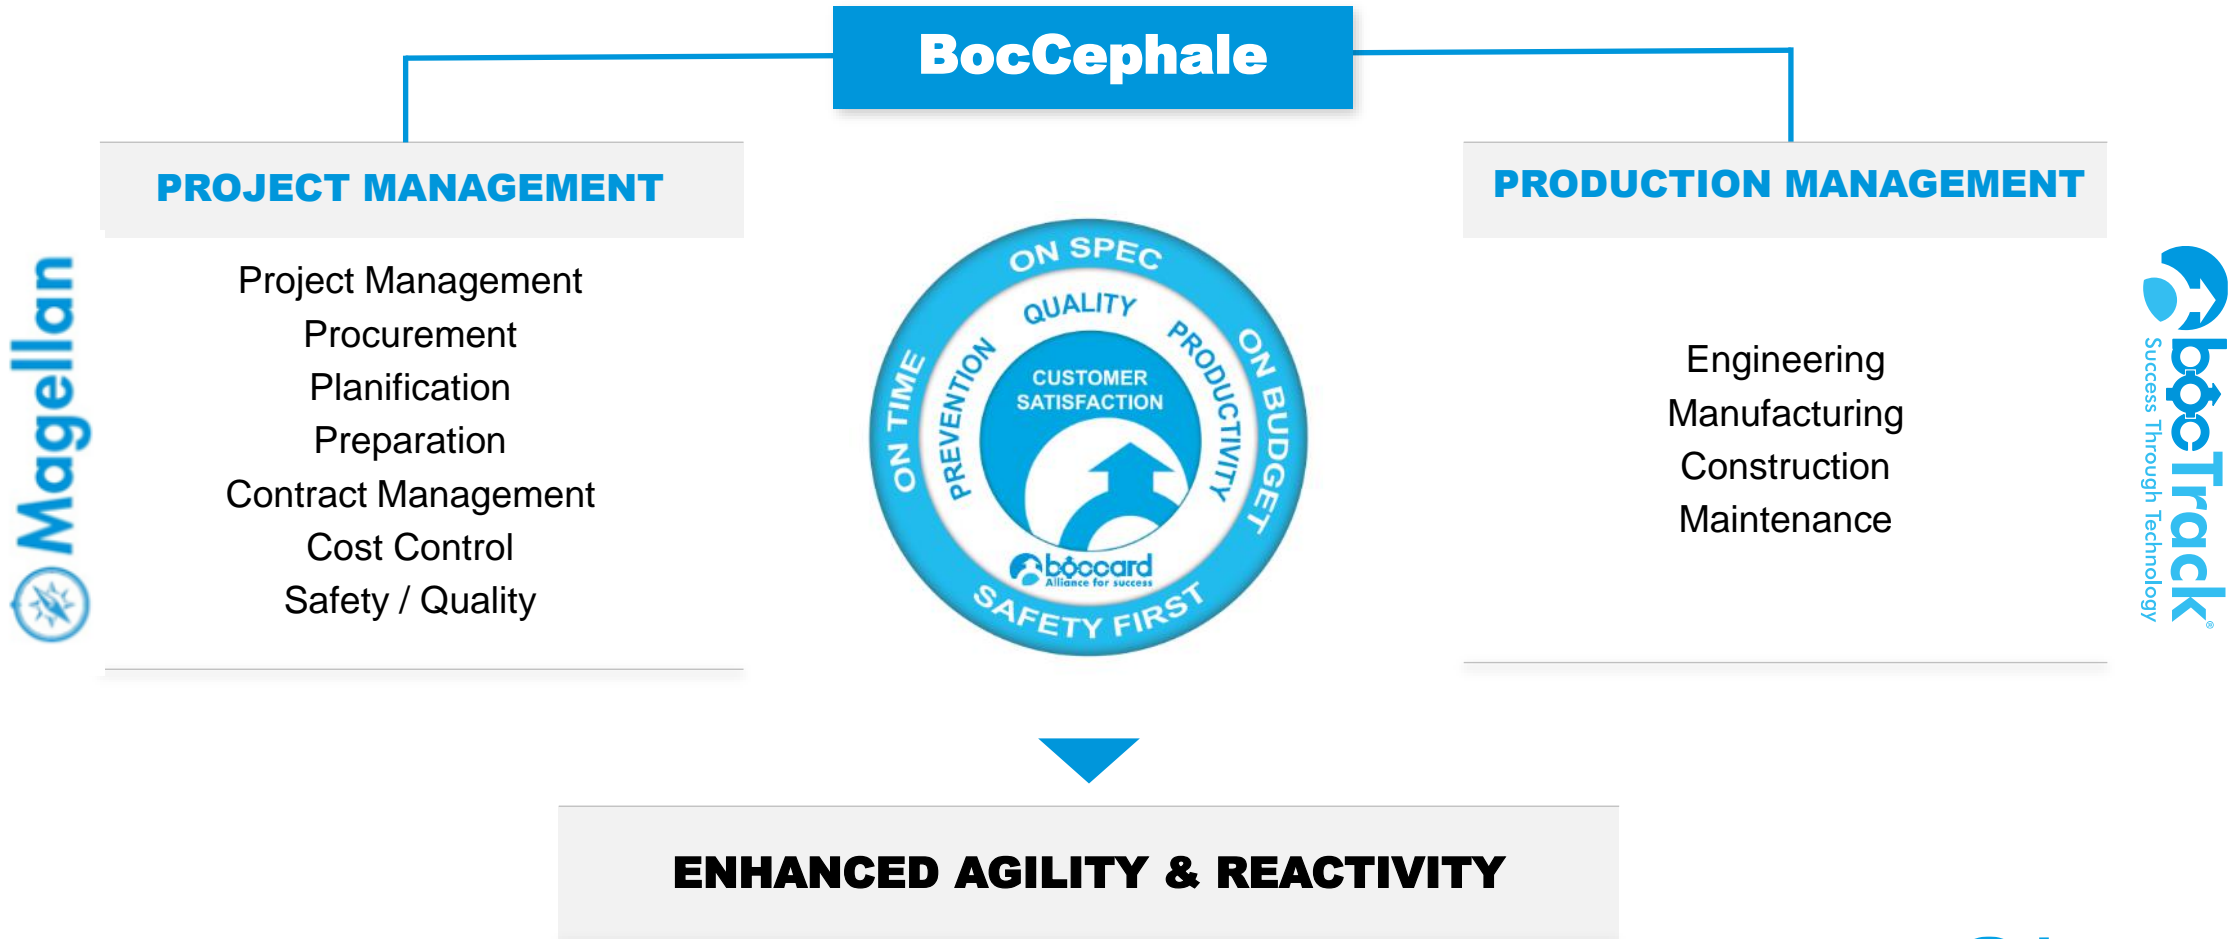 BocCephale
PROJECT MANAGEMENT
Magellan
Project Management
Procurement
Planification
Preparation
Contract Management
Cost Control
Safety / Quality
ON SPEC
ON TIME
ON BUDGET
SAFETY FIRST
QUALITY
PREVENTION
PRODUCTIVITY
CUSTOMER
SATISFACTION
boccard
Alliance for success
PRODUCTION MANAGEMENT
Engineering
Manufacturing
Construction
Maintenance
bocTrack®
Success Through Technology
ENHANCED AGILITY & REACTIVITY